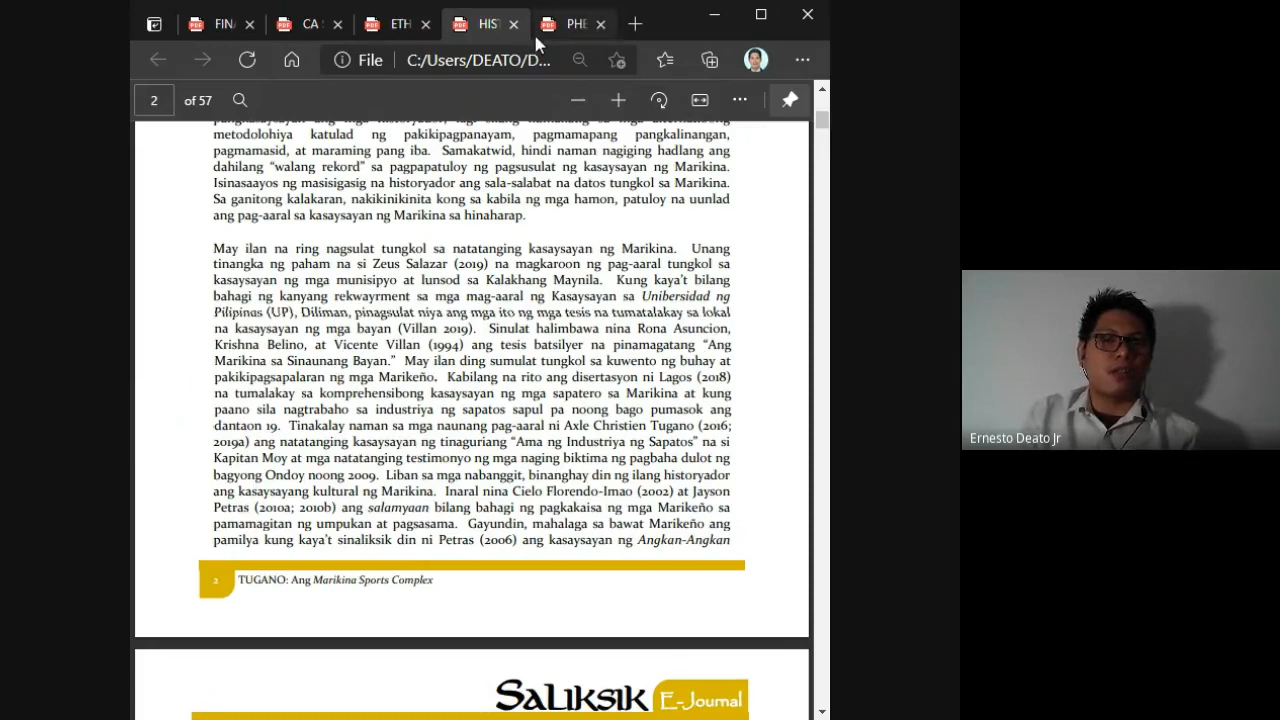 FIN
CA
ETH
HIS
PHE
File
C:/Users/DEATO/D...
2 of 57
metodolohiya katulad ng pakikipagpanayam, pagmamapang pangkalinangan,
pagmamasid, at maraming pang iba. Samakatwid, hindi naman nagiging hadlang ang
dahilang “walang rekord” sa pagpapatuloy ng pagsusulat ng kasaysayan ng Marikina.
Isinasaayos ng masisigasig na historyador ang sala-salabat na datos tungkol sa Marikina.
Sa ganitong kalakaran, nakikinikinita kong sa kabila ng mga hamon, patuloy na uunlad
ang pag-aaral sa kasaysayan ng Marikina sa hinaharap.
May ilan na ring nagsulat tungkol sa natatanging kasaysayan ng Marikina. Unang
tinangka ng paham na si Zeus Salazar (2019) na magkaroon ng pag-aaral tungkol sa
kasaysayan ng mga munisipyo at lunsod sa Kalakhang Maynila. Kung kaya’t bilang
bahagi ng kanyang rekwayrment sa mga mag-aaral ng Kasaysayan sa Unibersidad ng
Pilipinas (UP), Diliman, pinagsulat niya ang mga ito ng mga tesis na tumatalakay sa lokal
na kasaysayan ng mga bayan (Villan 2019). Sinulat halimbawa nina Rona Asuncion,
Krishna Belino, at Vicente Villan (1994) ang tesis batsilyer na pinamagatang “Ang
Marikina sa Sinaunang Bayan.” May ilan ding sumulat tungkol sa kuwento ng buhay at
pakikipagsapalaran ng mga Marikeño. Kabilang na rito ang disertasyon ni Lagos (2018)
na tumalakay sa komprehensibong kasaysayan ng mga sapatero sa Marikina at kung
paano sila nagtrabaho sa industriya ng sapatos sapul pa noong bago pumasok ang
dantaon 19. Tinakalay naman sa mga naunang pag-aaral ni Axle Christien Tugano (2016;
2019a) ang natatanging kasaysayan ng tinaguriang “Ama ng Industriya ng Sapatos” na si
Kapitan Moy at mga natatanging testimonyo ng mga naging biktima ng pagbaha dulot ng
bagyong Ondoy noong 2009. Liban sa mga nabanggit, binanghay din ng ilang historyador
ang kasaysayang kultural ng Marikina. Inaral nina Cielo Florendo-Imao (2002) at Jayson
Petras (2010a; 2010b) ang salamyaan bilang bahagi ng pagkakaisa ng mga Marikeño sa
pamamagitan ng umpukan at pagsasama. Gayundin, mahalaga sa bawat Marikeño ang
pamilya kung kaya’t sinaliksik din ni Petras (2006) ang kasaysayan ng Angkan-Angkan
2 TUGANO: Ang Marikina Sports Complex
SALIKSIK E-Journal
Ernesto Deato Jr